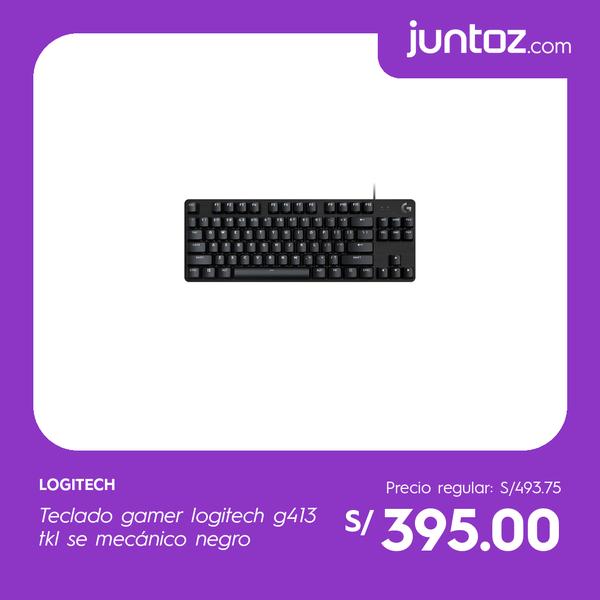 juntoz.com
LOGITECH
Teclado gamer logitech g413
tkl se mecánico negro
Precio regular: S/493.75
S/395.00